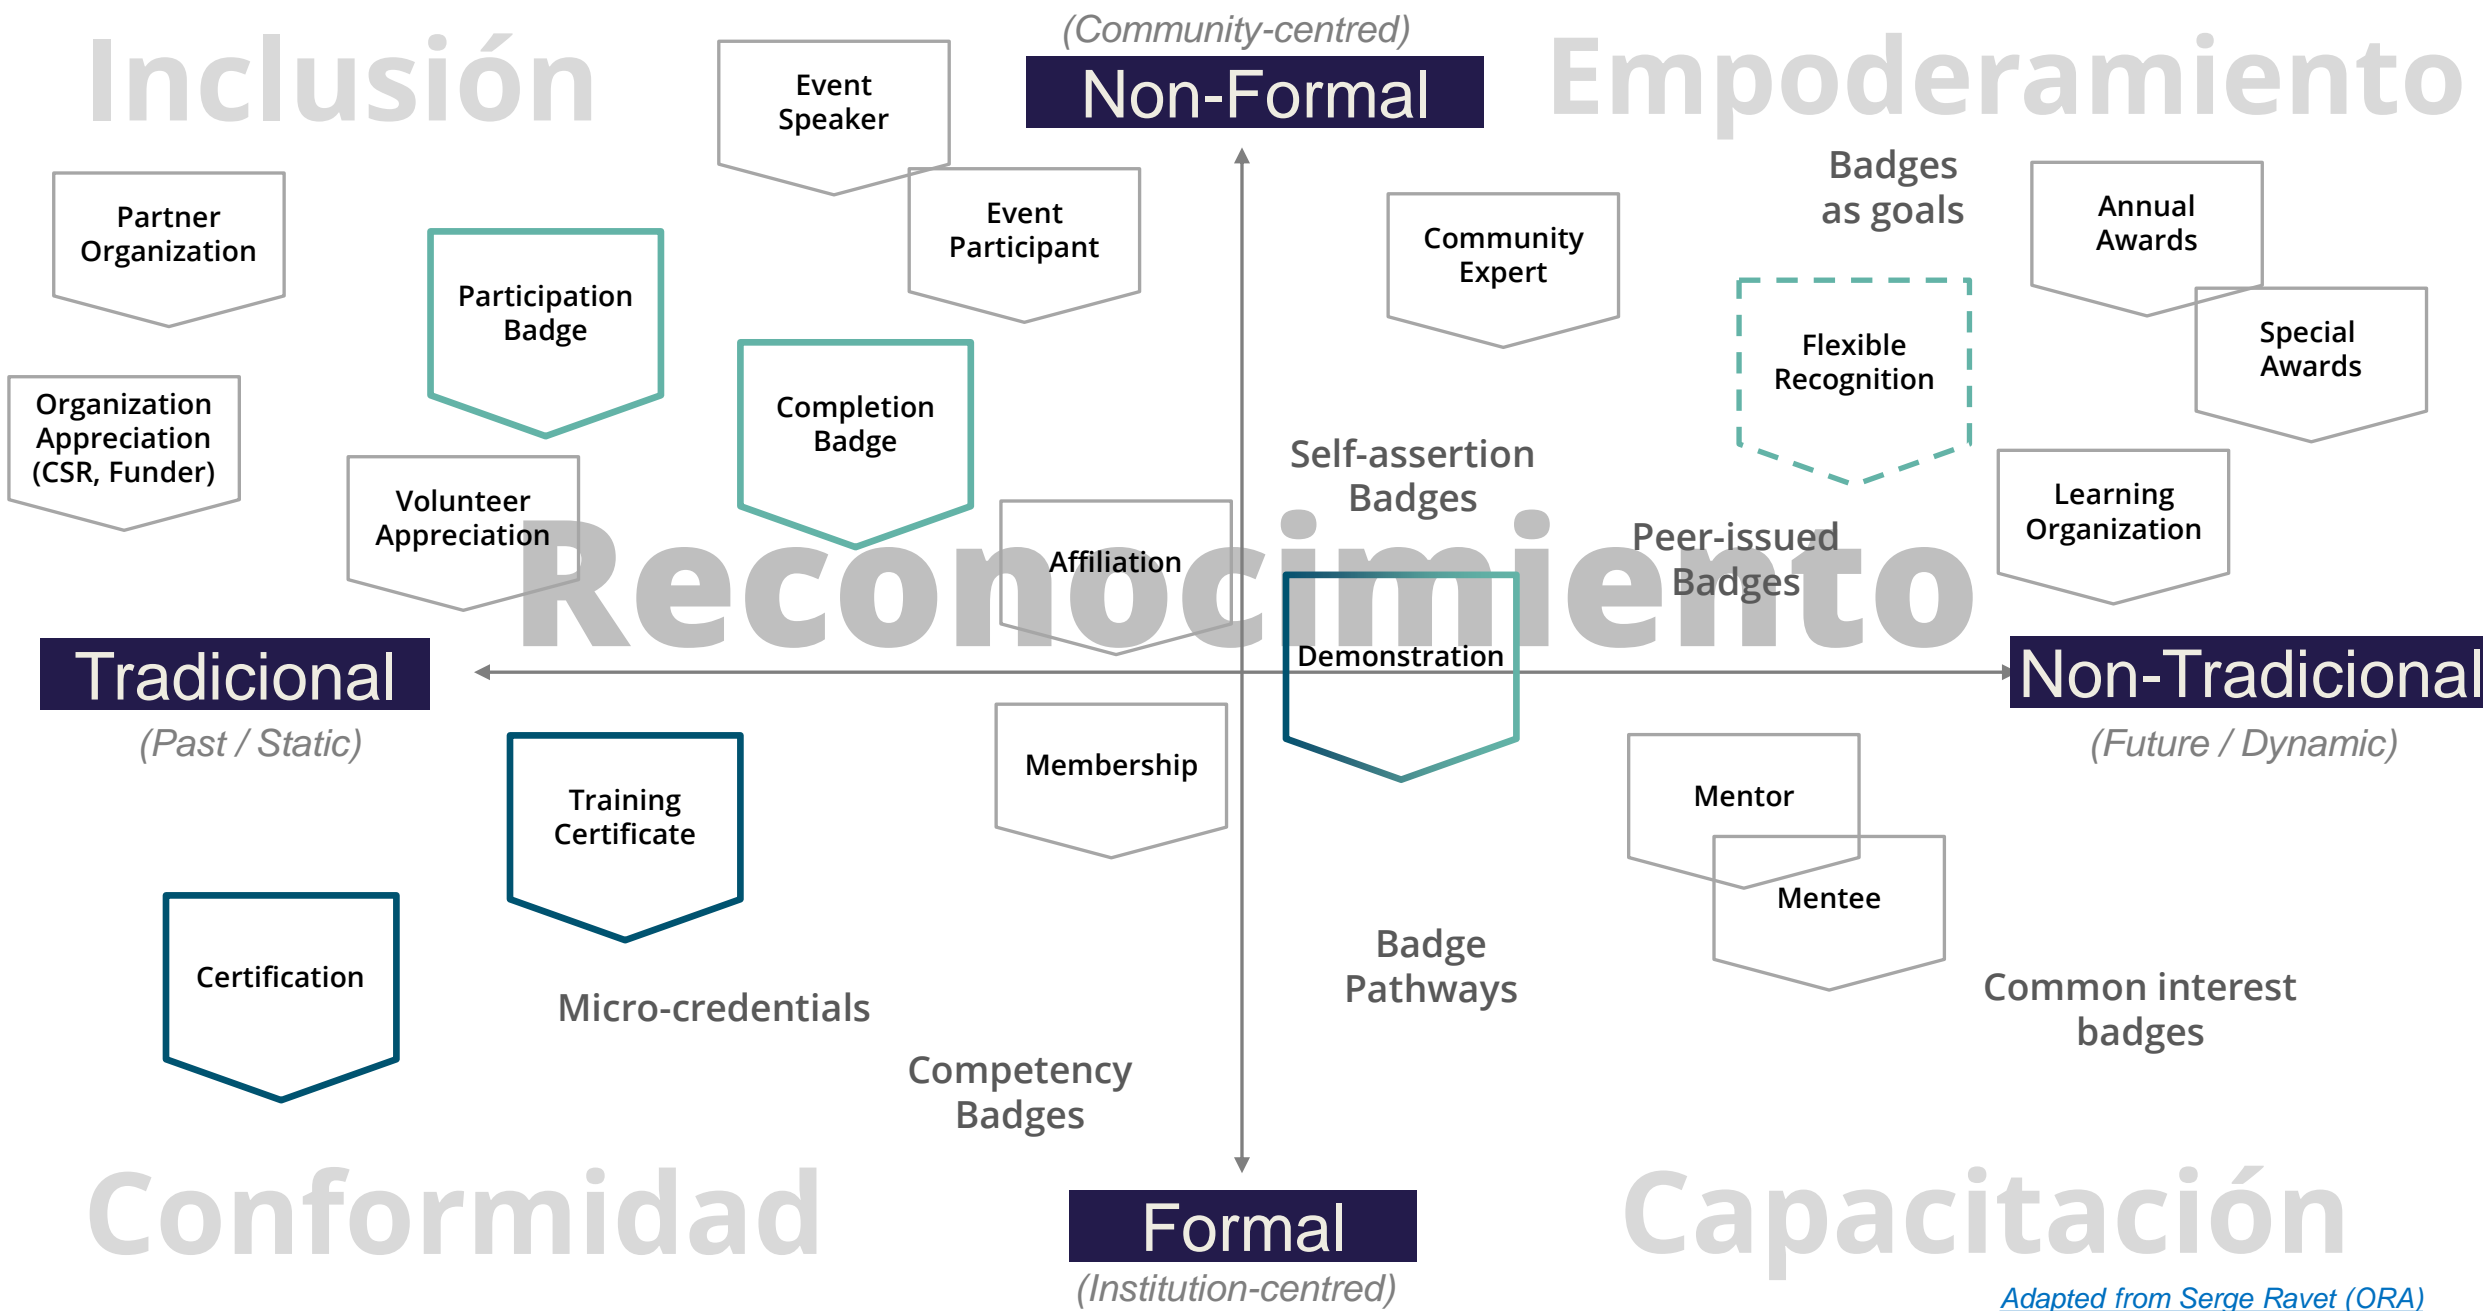 (Community-centred)
Inclusión
Non-Formal
Empoderamiento
Event
Speaker
Badges
as goals
Partner
Organization
Event
Participant
Community
Expert
Annual
Awards
Participation
Badge
Flexible
Recognition
Special
Awards
Organization
Appreciation
(CSR, Funder)
Completion
Badge
Self-assertion
Badges
Volunteer
Appreciation
Learning
Organization
Affiliation
Peer-issued
Badges
Reconocimiento
Demonstration
Tradicional
Non-Tradicional
(Past / Static)
(Future / Dynamic)
Membership
Training
Certificate
Mentor
Mentee
Certification
Badge
Pathways
Micro-credentials
Common interest
badges
Competency
Badges
Conformidad
Formal
Capacitación
(Institution-centred)
Adapted from Serge Ravet (ORA)